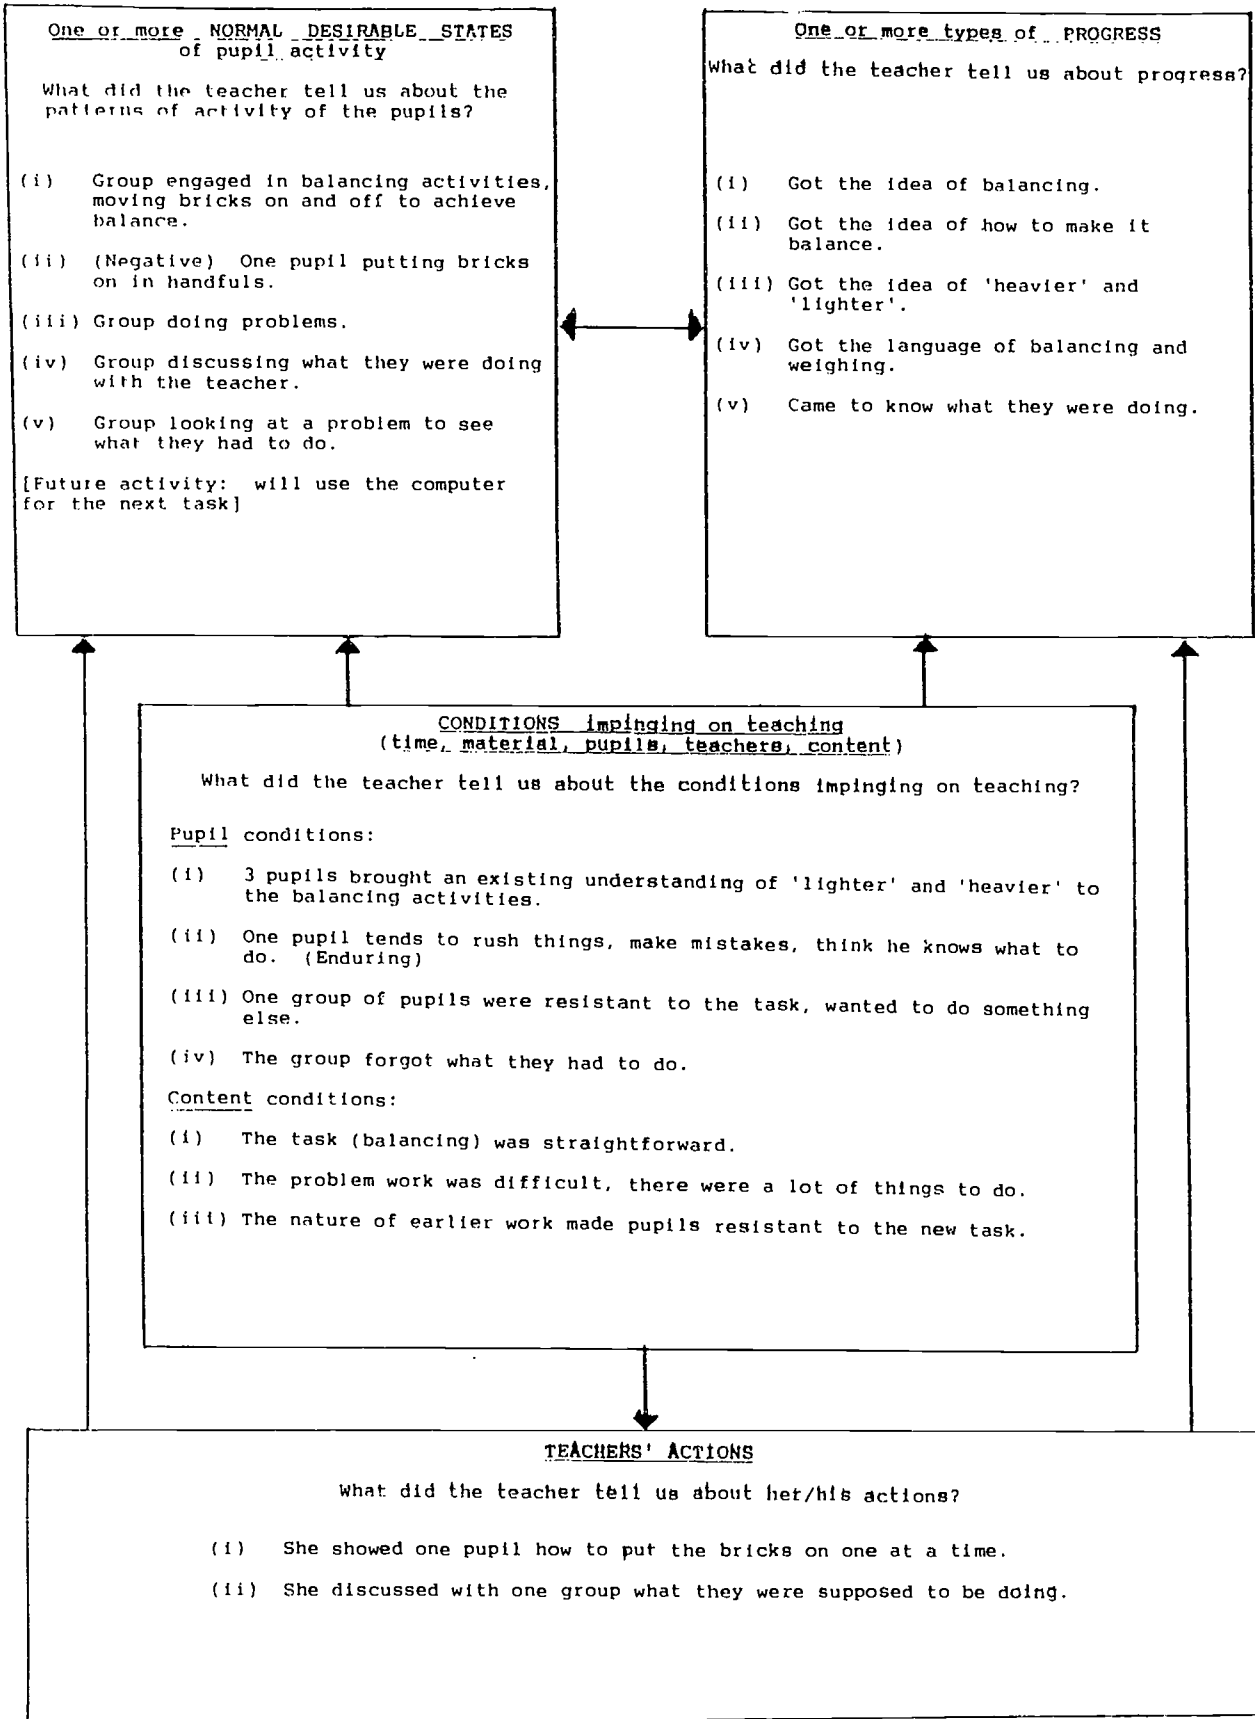 One or more NORMAL DESIRABLE STATES
of pupil activity
What did the teacher tell us about the
patterns of activity of the pupils?
(i) Group engaged in balancing activities,
moving bricks on and off to achieve
balance.
(ii) (Negative) One pupil putting bricks
on in handfuls.
(iii) Group doing problems.
(iv) Group discussing what they were doing
with the teacher.
(v) Group looking at a problem to see
what they had to do.
[Future activity: will use the computer
for the next task]
One or more types of PROGRESS
What did the teacher tell us about progress?
(i) Got the idea of balancing.
(ii) Got the idea of how to make it
balance.
(iii) Got the idea of 'heavier' and
'lighter'.
(iv) Got the language of balancing and
weighing.
(v) Came to know what they were doing.
CONDITIONS impinging on teaching
(time, material, pupils, teachers, content)
What did the teacher tell us about the conditions impinging on teaching?
Pupil conditions:
(i) 3 pupils brought an existing understanding of 'lighter' and 'heavier' to
the balancing activities.
(ii) One pupil tends to rush things, make mistakes, think he knows what to
do. (Enduring)
(iii) One group of pupils were resistant to the task, wanted to do something
else.
(iv) The group forgot what they had to do.
Content conditions:
(i) The task (balancing) was straightforward.
(ii) The problem work was difficult, there were a lot of things to do.
(iii) The nature of earlier work made pupils resistant to the new task.
TEACHERS' ACTIONS
What did the teacher tell us about her/his actions?
(i) She showed one pupil how to put the bricks on one at a time.
(ii) She discussed with one group what they were supposed to be doing.